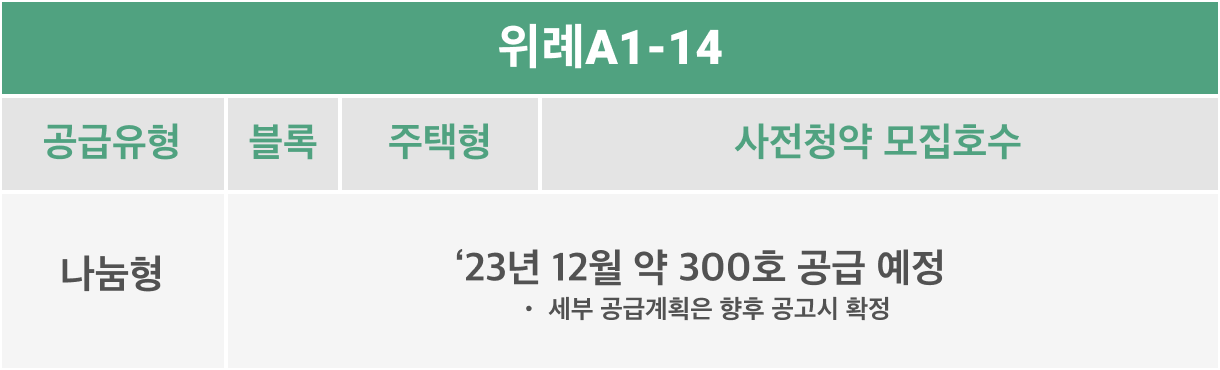 위례A1-14
공급유형 블록 주택형 사전청약 모집호수
나눔형
‘23년 12월 약 300호 공급 예정
• 세부 공급계획은 향후 공고시 확정